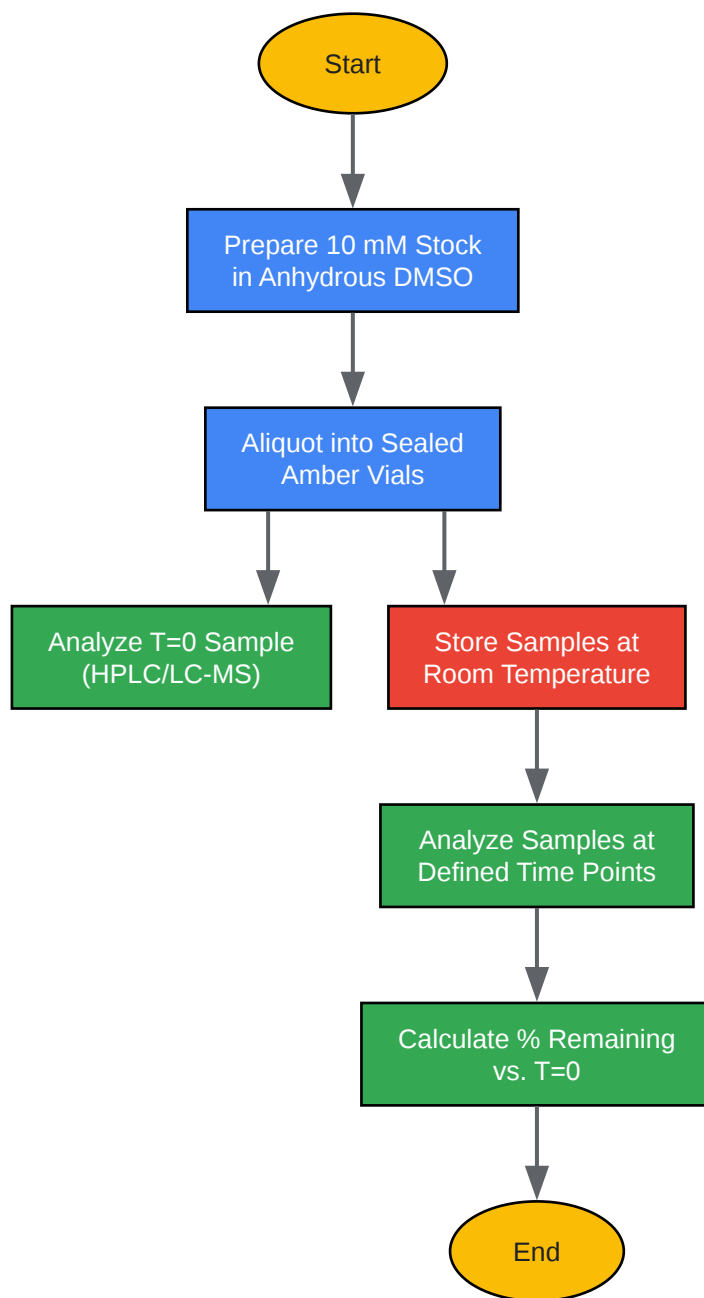 Start
Prepare 10 mM Stock
in Anhydrous DMSO
Aliquot into Sealed
Amber Vials
Analyze T=0 Sample
(HPLC/LC-MS)
Store Samples at
Room Temperature
Analyze Samples at
Defined Time Points
Calculate % Remaining
vs. T=0
End